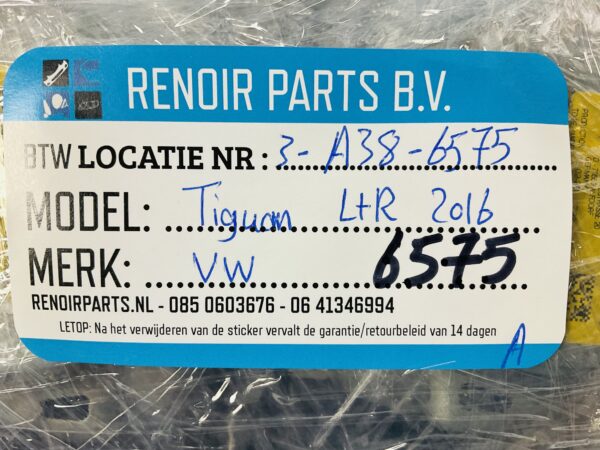 RENOIR PARTS B.V.
BTW LOCATIE NR : 3-A38-6575
MODEL: Tiguan L+R 2016
MERK: VW 6575
RENOIRPARTS.NL - 085 0603676 - 06 41346994
LETOP: Na het verwijderen van de sticker vervalt de garantie/retourbeleid van 14 dagen
A